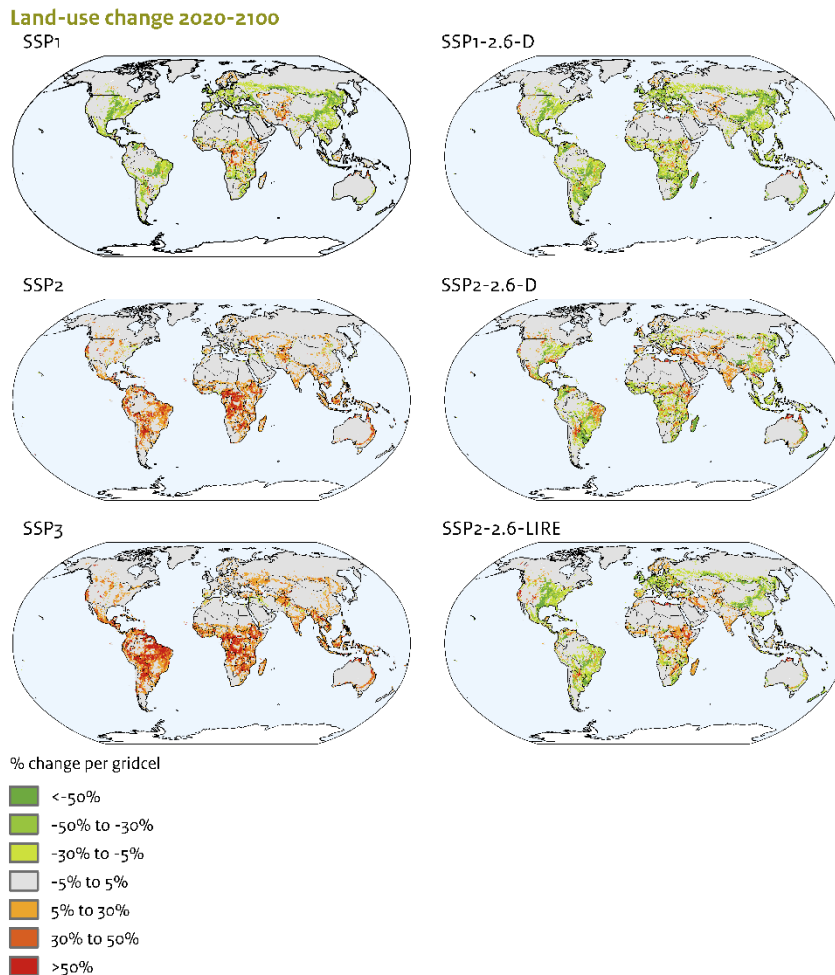 Land-use change 2020-2100
SSP1
SSP1-2.6-D
SSP2
SSP2-2.6-D
SSP3
SSP2-2.6-LIRE
% change per gridcel
<-50%
-50% to -30%
-30% to -5%
-5% to 5%
5% to 30%
30% to 50%
>50%